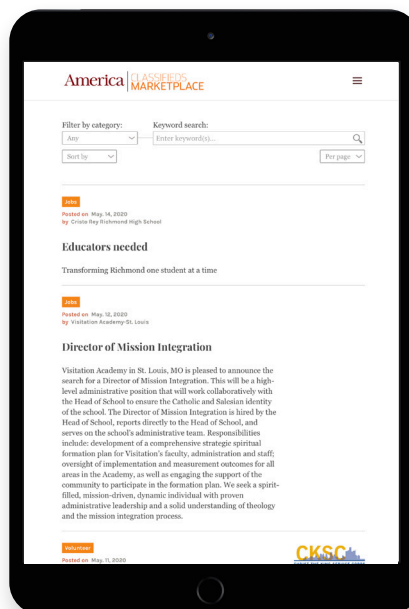 America CLASSIFIEDS
MARKETPLACE
Filter by category: Keyword search:
Any Enter keyword(s)...
Sort by Per page
Jobs
Posted on May. 14, 2020
by Cristo Rey Richmond High School
Educators needed
Transforming Richmond one student at a time
Jobs
Posted on May. 12, 2020
by Visitation Academy-St. Louis
Director of Mission Integration
Visitation Academy in St. Louis, MO is pleased to announce the
search for a Director of Mission Integration. This will be a high-
level administrative position that will work collaboratively with
the Head of School to ensure the Catholic and Salesian identity
of the school. The Director of Mission Integration is hired by the
Head of School, reports directly to the Head of School, and
serves on the school's administrative team. Responsibilities
include: development of a comprehensive strategic spiritual
formation plan for Visitation's faculty, administration and staff;
oversight of implementation and measurement outcomes for all
areas in the Academy, as well as engaging the support of the
community to participate in the formation plan. We seek a spirit-
filled, mission-driven, dynamic individual with proven
administrative leadership and a solid understanding of theology
and the mission integration process.
Volunteer
CKSC
Posted on May. 11, 2020